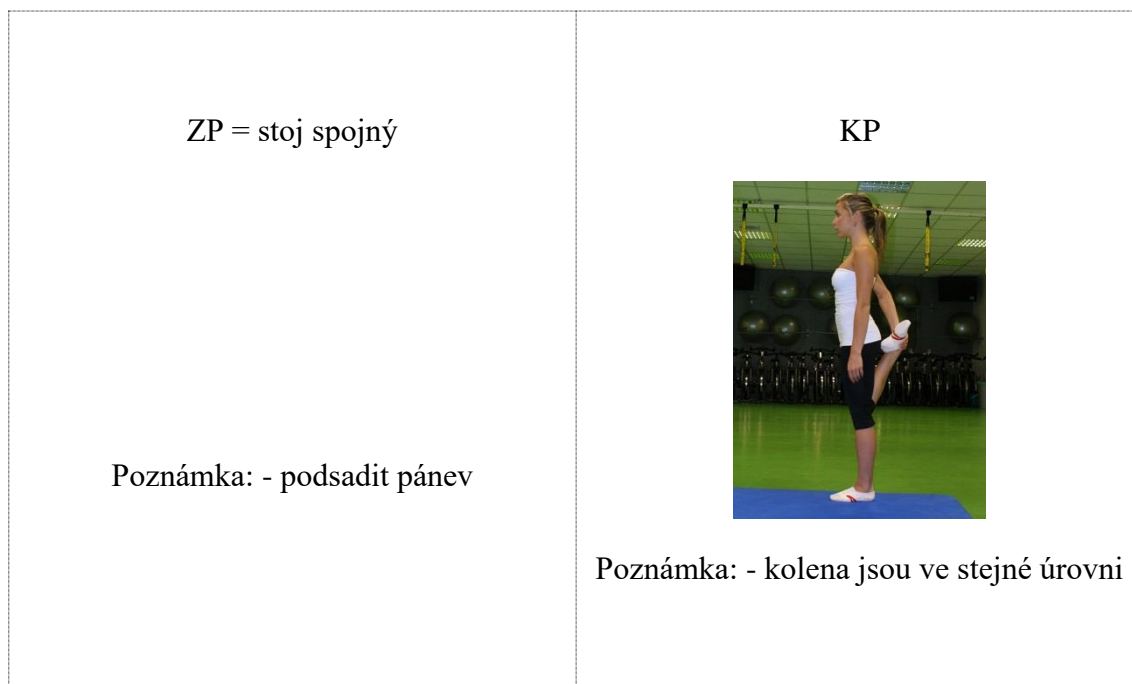 ZP = stoj spojný
Poznámka: - podsadit pánev
KP
Poznámka: - kolena jsou ve stejné úrovni